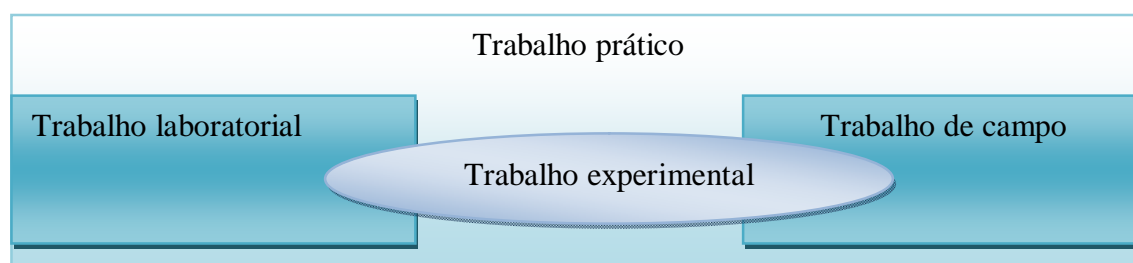 Trabalho prático
Trabalho laboratorial
Trabalho de campo
Trabalho experimental